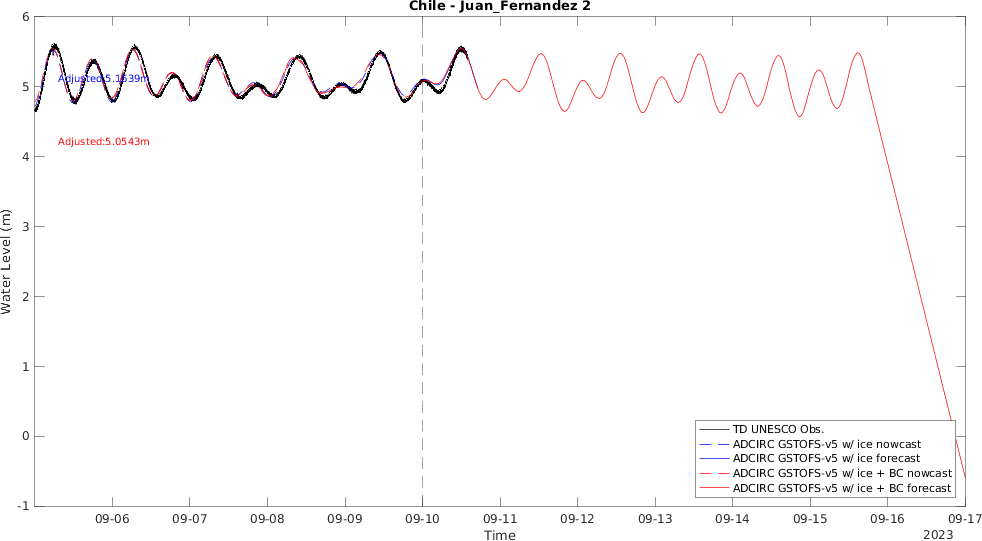 Chile - Juan_Fernandez 2
6
5
4
3
2
1
0
-1
Water Level (m)
Adjusted:5.1639m
Adjusted:5.0543m
TD UNESCO Obs.
ADCIRC GSTOFS-v5 w/ ice nowcast
ADCIRC GSTOFS-v5 w/ ice forecast
ADCIRC GSTOFS-v5 w/ ice + BC nowcast
ADCIRC GSTOFS-v5 w/ ice + BC forecast
09-06 09-07 09-08 09-09 09-10 09-11 09-12 09-13 09-14 09-15 09-16 09-17
Time
2023